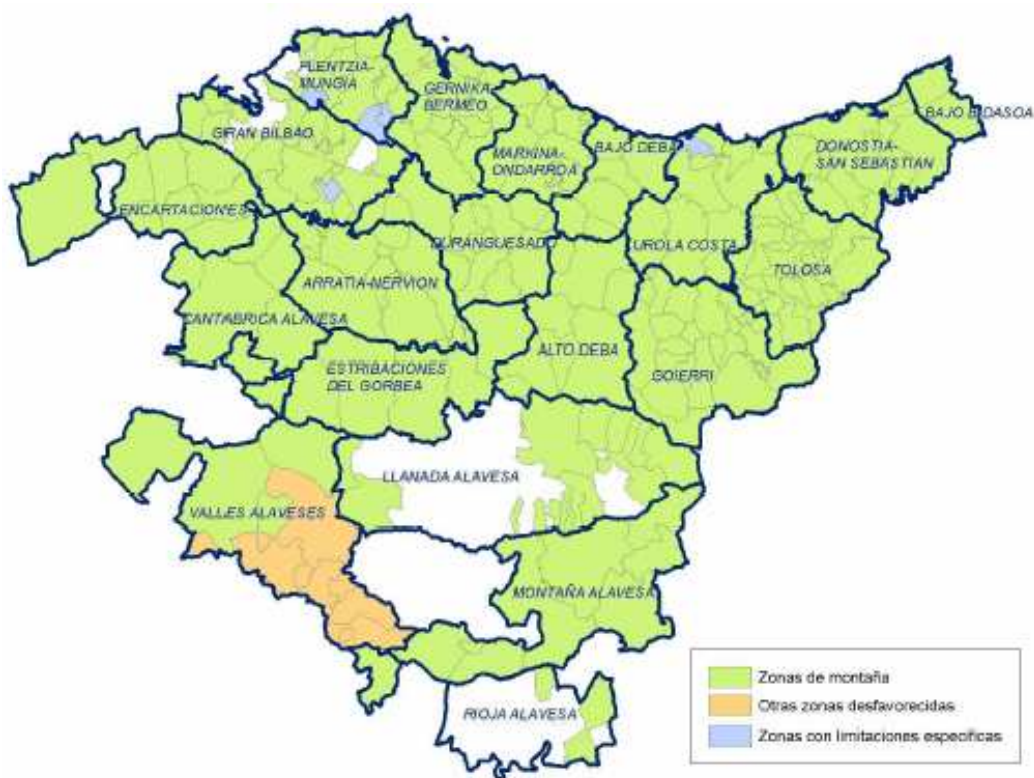 PLENTZIA-
MUNGIA
GERNIKA
BERMEO
BAJO BIDASOA
GRAN BILBAO
MARKINA-
ONDARROA
BAJO DEBA
DONOSTIA-
SAN SEBASTIAN
ENCARTACIONES
DURANGUESADO
UROLA COSTA
TOLOSA
ARRATIA-NERVION
CANTABRICA ALAVESA
ESTRIBACIONES
DEL GORBEA
ALTO DEBA
GOIERRI
LLANADA ALAVESA
VALLES ALAVESES
MONTAÑA ALAVESA
RIOJA ALAVESA
Zonas de montaña
Otras zonas desfavorecidas
Zonas con limitaciones especificas